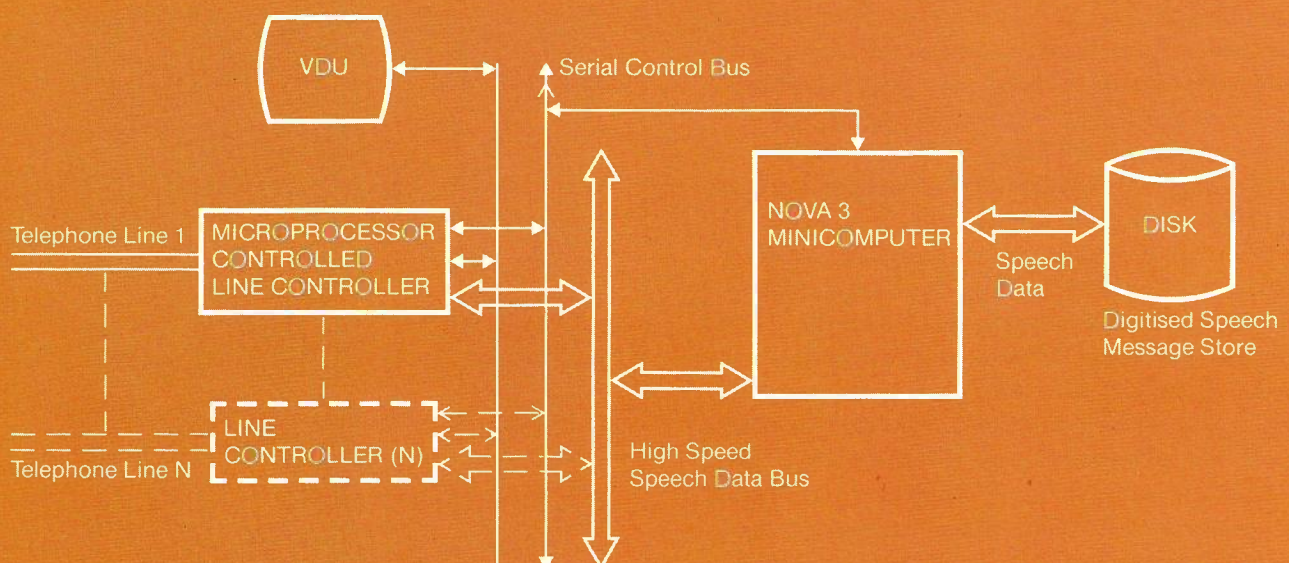 VDU
Serial Control Bus
Telephone Line 1
MICROPROCESSOR
CONTROLLED
LINE CONTROLLER
NOVA 3
MINICOMPUTER
DISK
Speech
Data
Digitised Speech
Message Store
LINE
CONTROLLER (N)
Telephone Line N
High Speed
Speech Data Bus